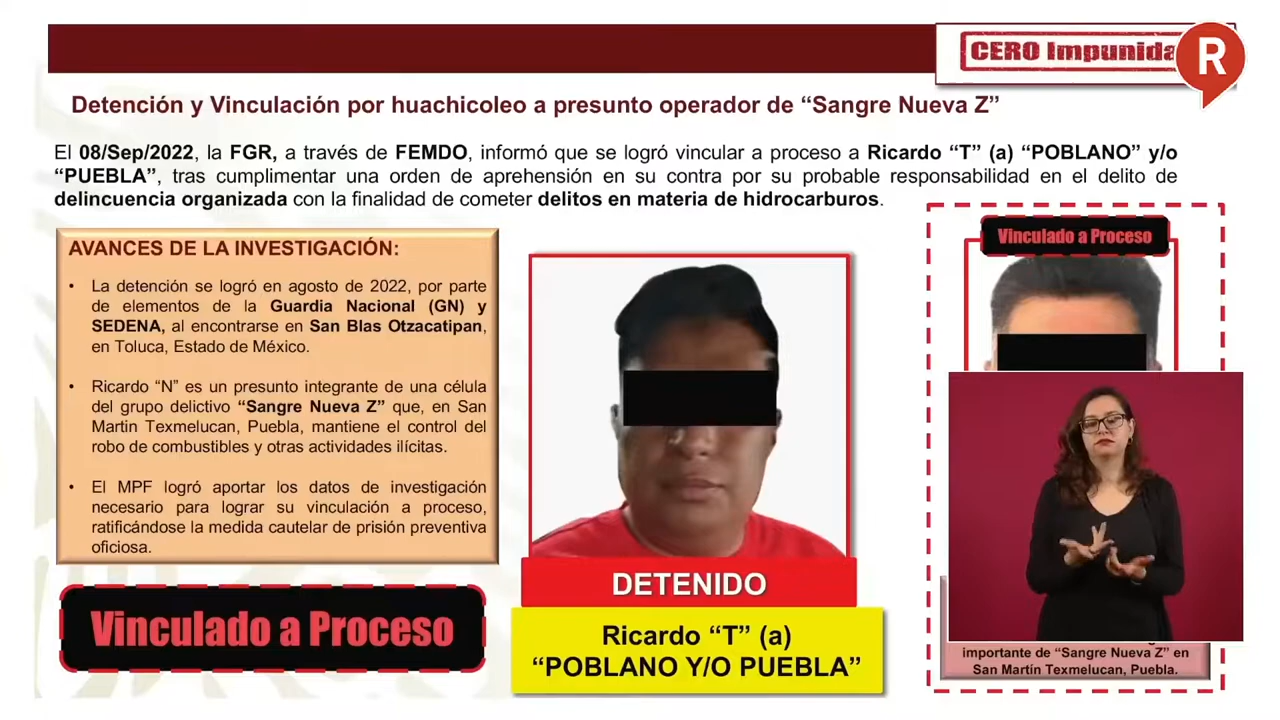 CERO Impunida
R
Detención y Vinculación por huachicoleo a presunto operador de “Sangre Nueva Z”
El 08/Sep/2022, la FGR, a través de FEMDO, informó que se logró vincular a proceso a Ricardo “T” (a) “POBLANO” y/o
“PUEBLA”, tras cumplimentar una orden de aprehensión en su contra por su probable responsabilidad en el delito de
delincuencia organizada con la finalidad de cometer delitos en materia de hidrocarburos.
AVANCES DE LA INVESTIGACIÓN:
• La detención se logró en agosto de 2022, por parte
de elementos de la Guardia Nacional (GN) y
SEDENA, al encontrarse en San Blas Otzacatipan,
en Toluca, Estado de México.
• Ricardo “N” es un presunto integrante de una célula
del grupo delictivo “Sangre Nueva Z” que, en San
Martin Texmelucan, Puebla, mantiene el control del
robo de combustibles y otras actividades ilícitas.
• El MPF logró aportar los datos de investigación
necesario para lograr su vinculación a proceso,
ratificándose la medida cautelar de prisión preventiva
oficiosa.
Vinculado a Proceso
DETENIDO
Ricardo “T” (a)
“POBLANO Y/O PUEBLA”
Vinculado a Proceso
importante de “Sangre Nueva Z” en
San Martín Texmelucan, Puebla.